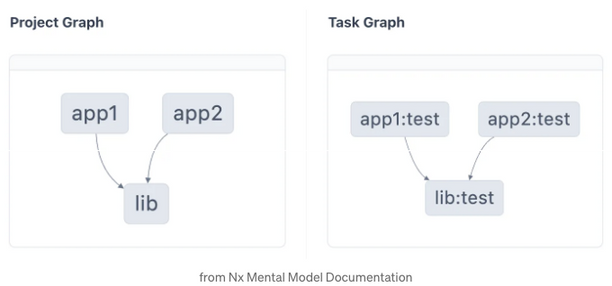 Project Graph
app1
app2
lib
Task Graph
app1:test
app2:test
lib:test
from Nx Mental Model Documentation